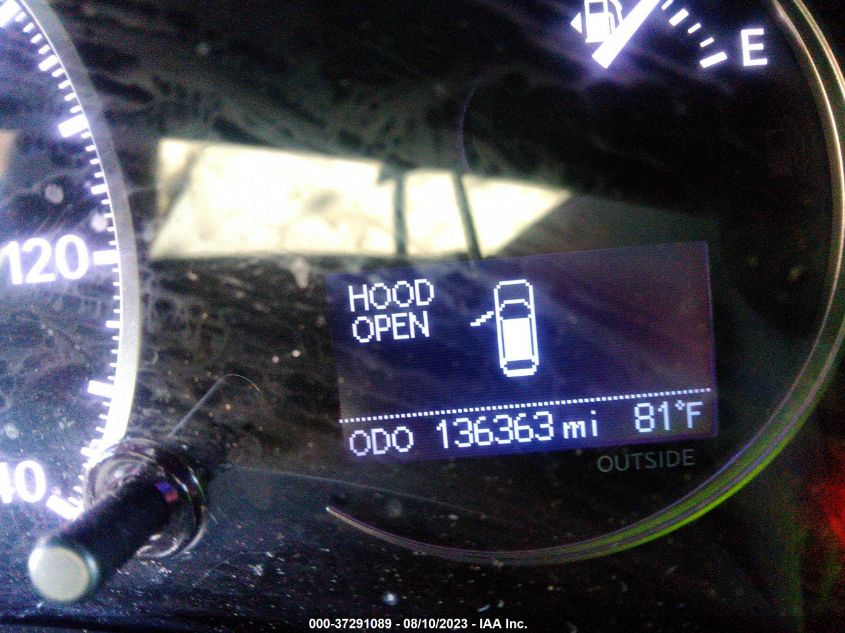 E
120
HOOD
OPEN
ODO 136363 mi 81°F
OUTSIDE
40
000-37291089 - 08/10/2023 - IAA Inc.